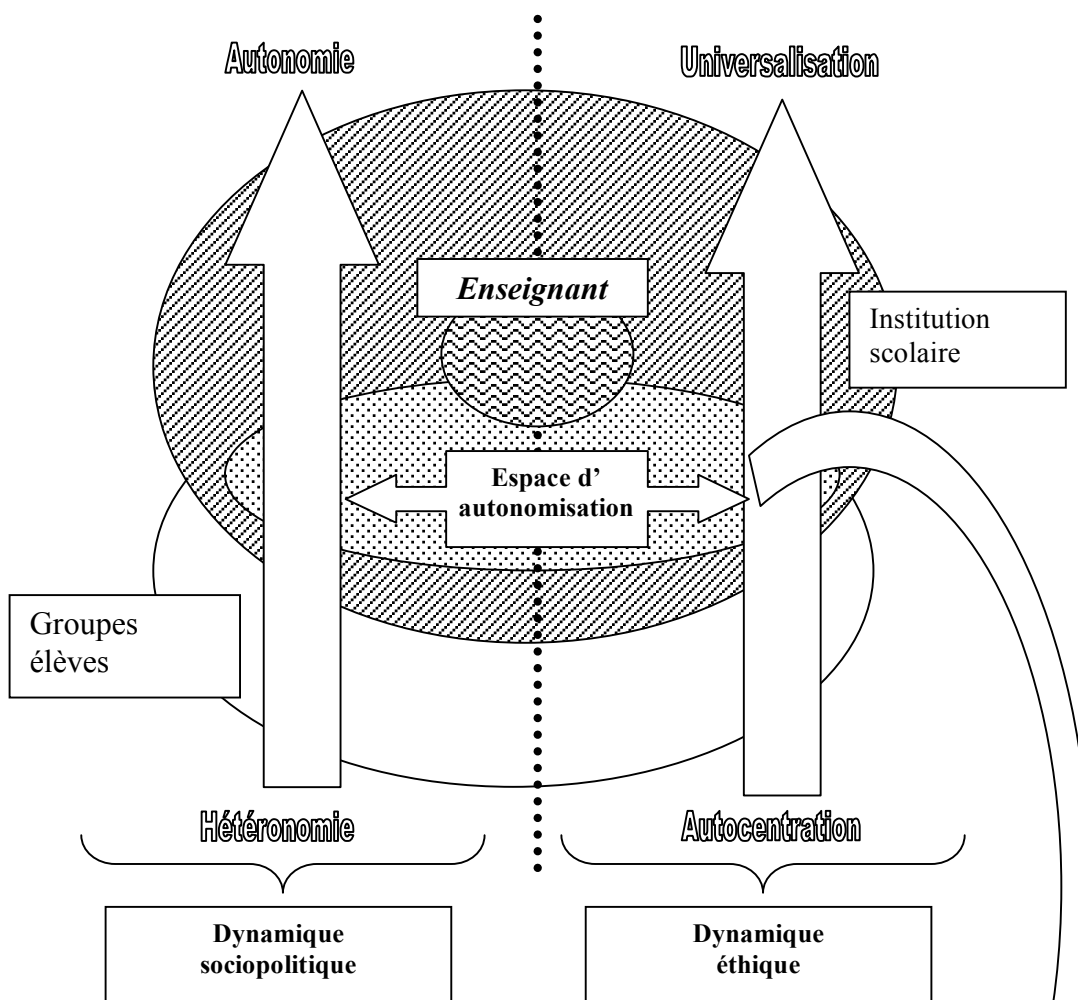 Autonomie
Universalisation
Enseignant
Institution
scolaire
Espace d’
autonomisation
Groupes
élèves
Hétéronomie
Autocentration
Dynamique
sociopolitique
Dynamique
éthique